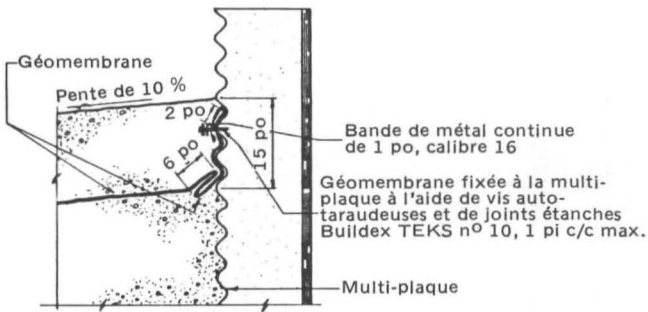 Géomembrane
Pente de 10 %
2 po
6 po
15 po
Bande de métal continue
de 1 po, calibre 16
Géomembrane fixée à la multi-
plaque à l'aide de vis auto-
taraudeuses et de joints étanches
Buildex TEKS nº 10, 1 pi c/c max.
Multi-plaque